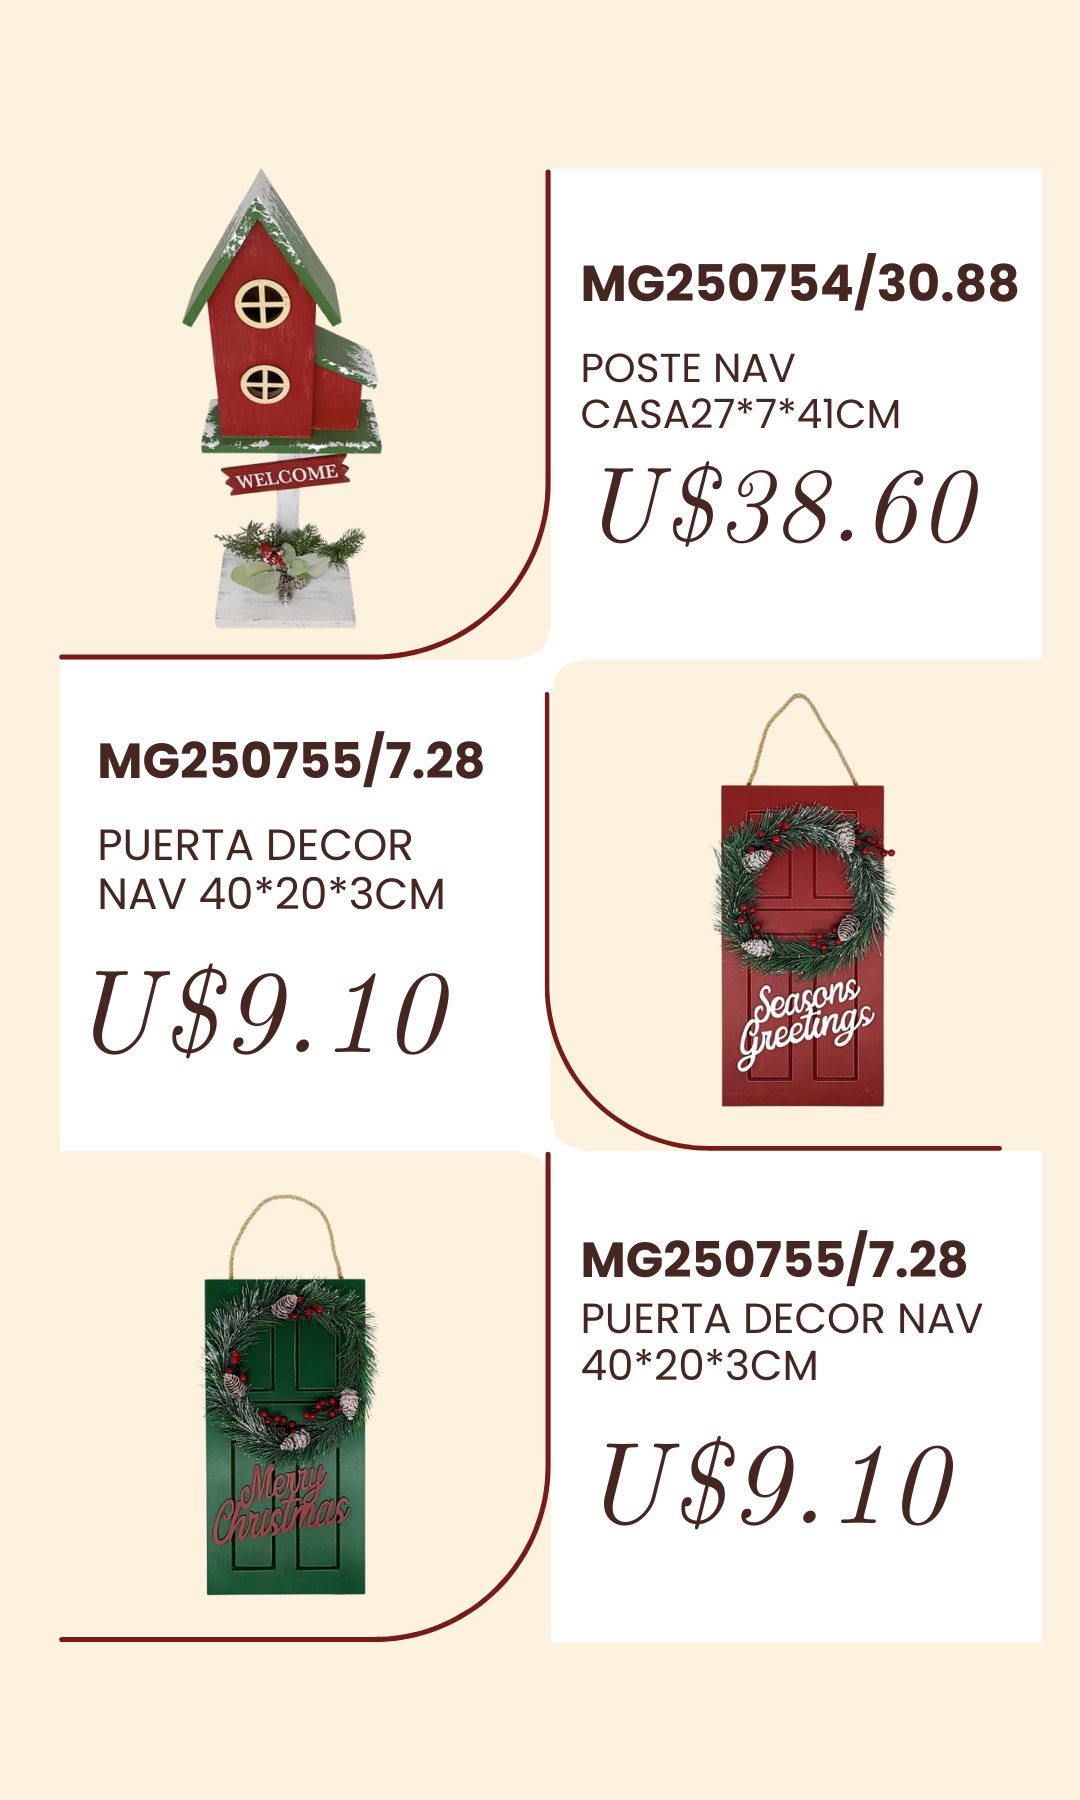 MG250754/30.88
POSTE NAV
CASA27*7*41CM
U$38.60
WELCOME
MG250755/7.28
PUERTA DECOR
NAV 40*20*3CM
U$9.10
Seasons
Greetings
MG250755/7.28
PUERTA DECOR NAV
40*20*3CM
U$9.10
Merry
Christmas